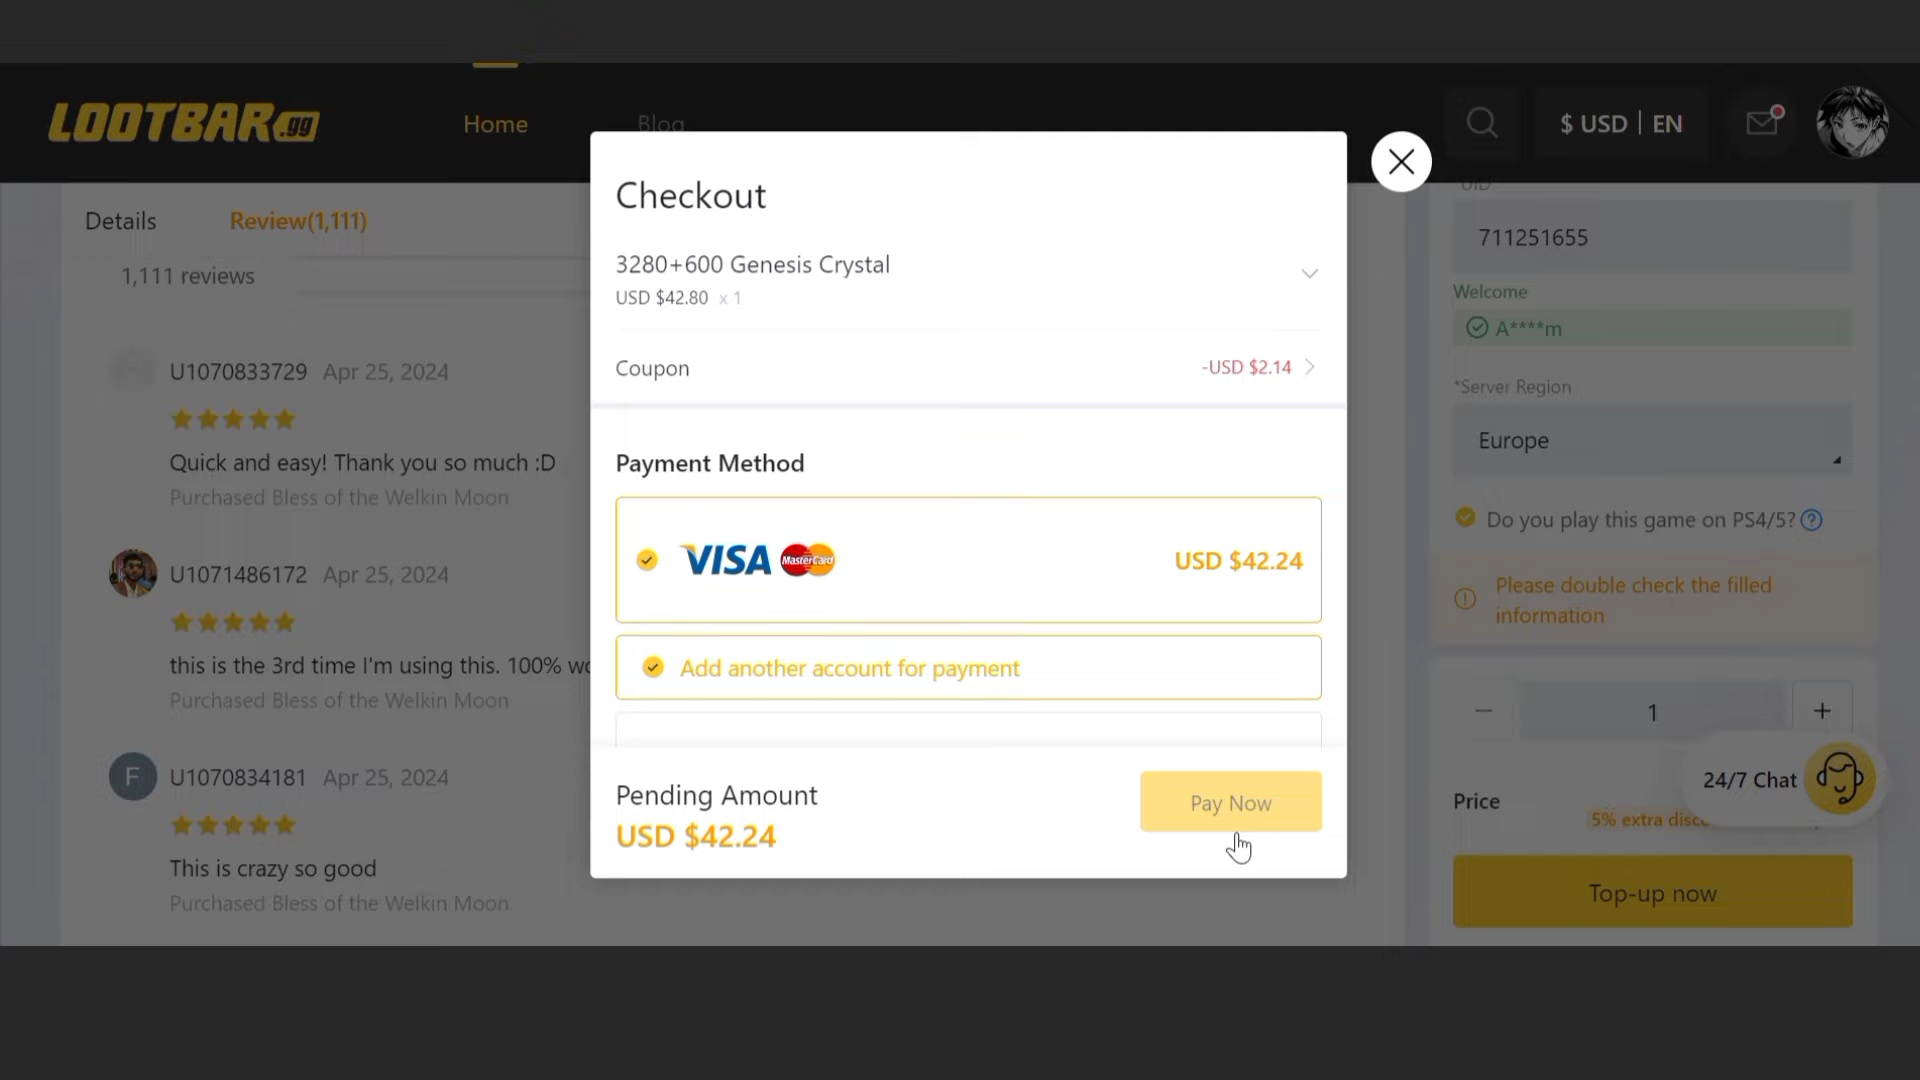 LOOTBAR.gg
Home
Blog
$ USD | EN
Details
Review(1,111)
1,111 reviews
U1070833729 Apr 25, 2024
Quick and easy! Thank you so much :D
Purchased Bless of the Welkin Moon
U1071486172 Apr 25, 2024
this is the 3rd time I'm using this. 100%
Purchased Bless of the Welkin Moon
F
U1070834181 Apr 25, 2024
This is crazy so good
Purchased Bless of the Welkin Moon
Checkout
3280+600 Genesis Crystal
USD $42.80 x 1
Coupon
-USD $2.14
Payment Method
VISA MasterCard
USD $42.24
Add another account for payment
Pending Amount
USD $42.24
Pay Now
UID
711251655
Welcome
A****m
*Server Region
Europe
Do you play this game on PS4/5? ?
Please double check the filled
information
1
24/7 Chat
Price
5% extra
Top-up now